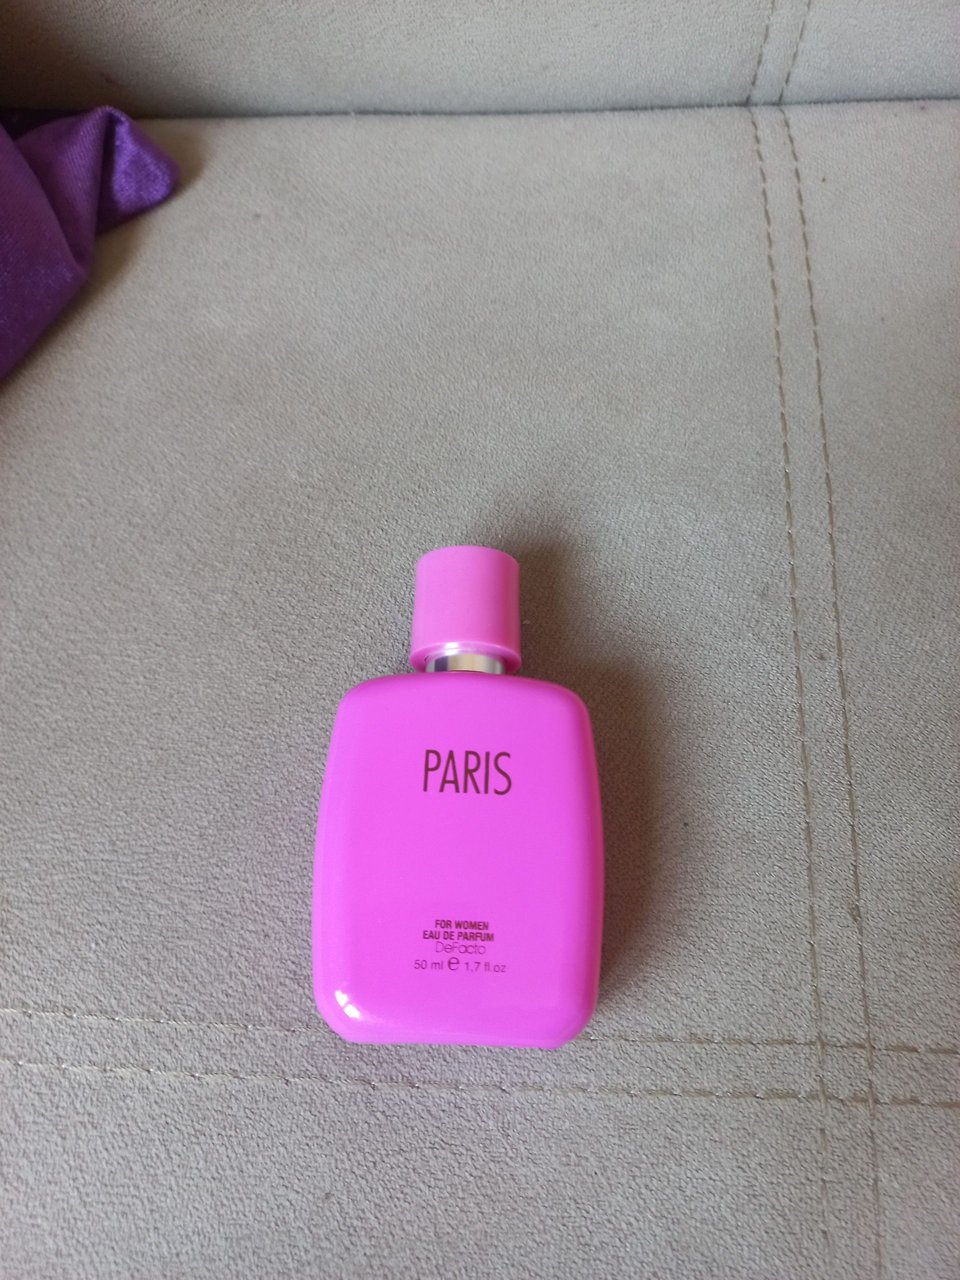 PARIS
FOR WOMEN
EAU DE PARFUM
DeFacto
50 ml e 1.7 fl.oz